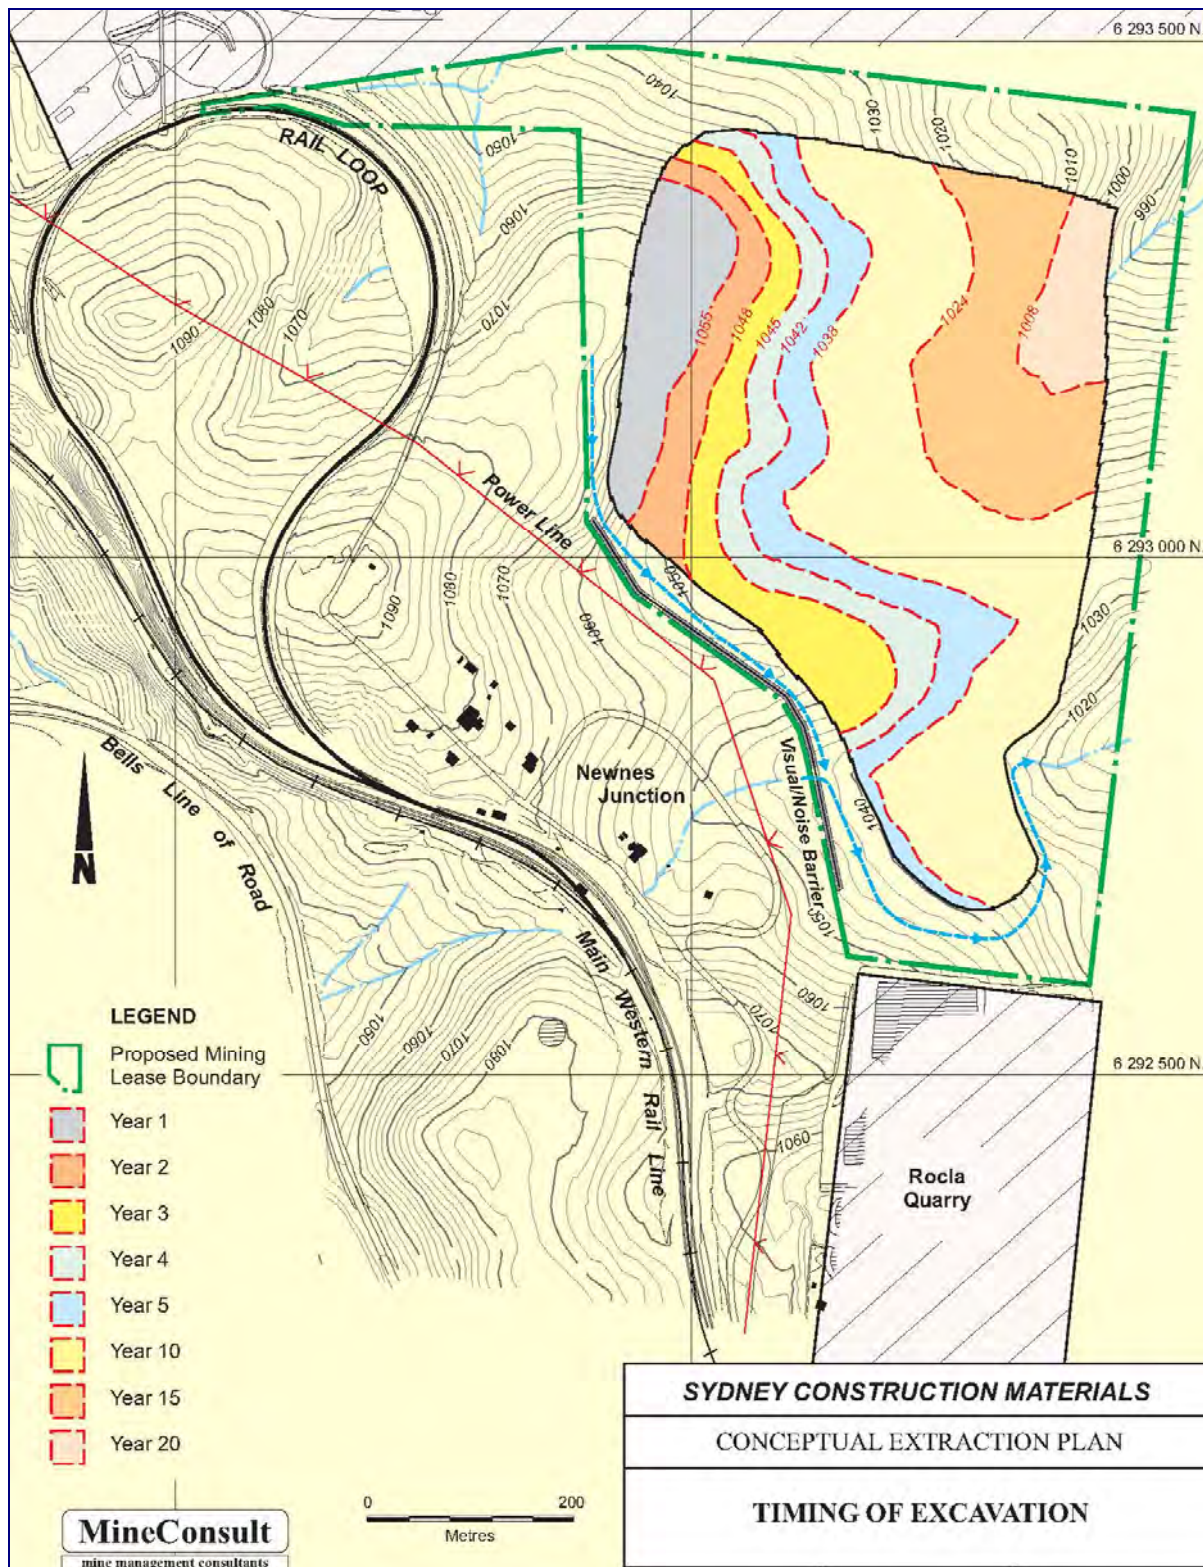 6 293 500 N
1040
1030
1020
1010
1000
990
1050
1060
RAIL LOOP
1070
1080
1070
1090
1055
1048
1045
1042
1038
1024
1008
Power Line
6 293 000 N
1050
1080
1070
1090
1060
1030
1020
Bells Line of Road
Newnes
Junction
Visual/Noise Barrier
1040
1050
N
Main Western Rail Line
1060
1070
1050
1060
1070
1080
6 292 500 N
1060
Rocla
Quarry
LEGEND
Proposed Mining
Lease Boundary
Year 1
Year 2
Year 3
Year 4
Year 5
Year 10
Year 15
Year 20
0 200
Metres
MineConsult
mine management consultants
SYDNEY CONSTRUCTION MATERIALS
CONCEPTUAL EXTRACTION PLAN
TIMING OF EXCAVATION